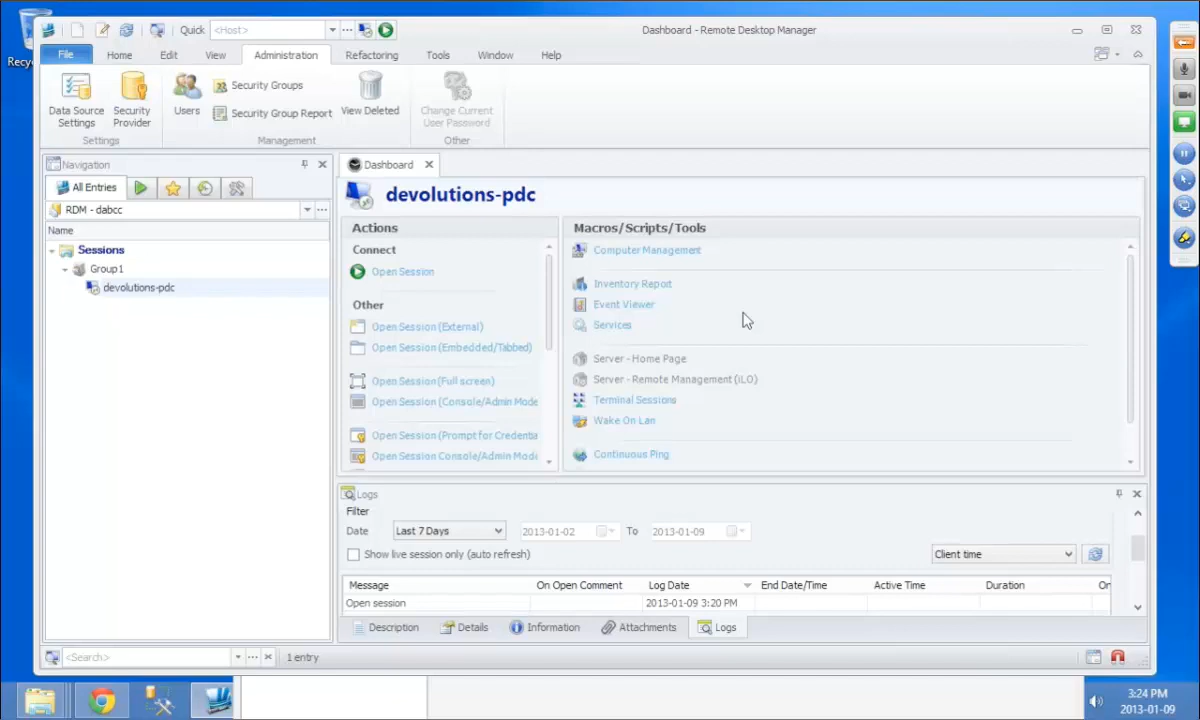 Recy
Quick
<Host>
Dashboard - Remote Desktop Manager
File
Home
Edit
View
Administration
Refactoring
Tools
Window
Help
Data Source
Settings
Security
Provider
Settings
Users
Security Groups
Security Group Report
View Deleted
Management
Change Current
User Password
Other
Navigation
All Entries
RDM - dabcc
Name
Sessions
Group1
devolutions-pdc
Dashboard
devolutions-pdc
Actions
Connect
Open Session
Other
Open Session (External)
Open Session (Embedded/Tabbed)
Open Session (Full screen)
Open Session (Console/Admin Mode
Open Session (Prompt for Credentia
Open Session Console/Admin Mode
Macros/Scripts/Tools
Computer Management
Inventory Report
Event Viewer
Services
Server - Home Page
Server - Remote Management (iLO)
Terminal Sessions
Wake On Lan
Continuous Ping
Logs
Filter
Date
Last 7 Days
2013-01-02
To
2013-01-09
Show live session only (auto refresh)
Client time
Message
On Open Comment
Log Date
End Date/Time
Active Time
Duration
Or
Open session
2013-01-09 3:20 PM
Description
Details
Information
Attachments
Logs
<Search>
1 entry
3:24 PM
2013-01-09